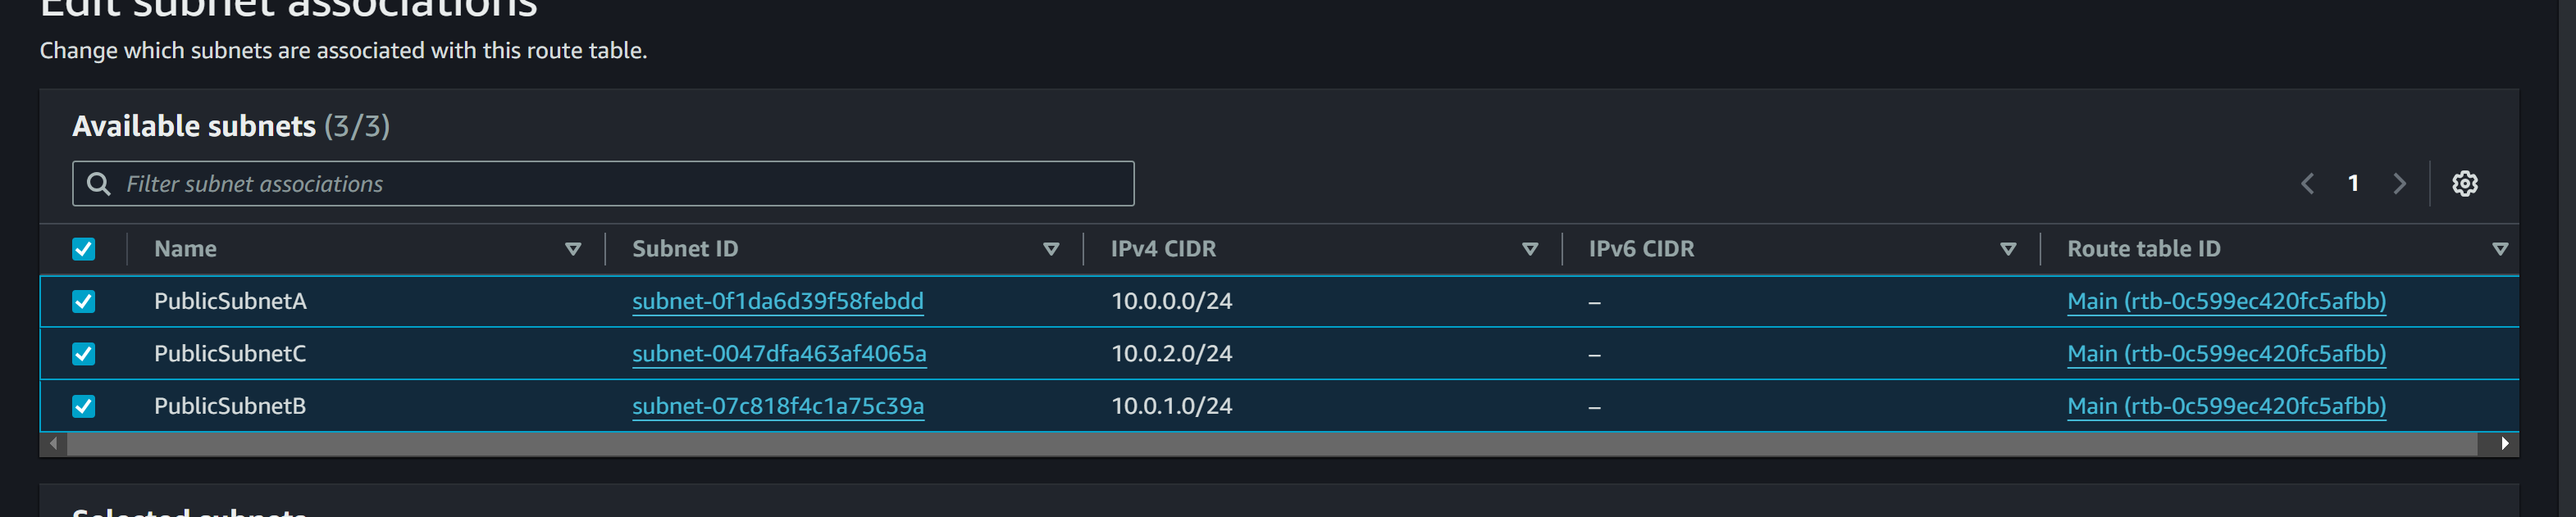 Edit subnet associations
Change which subnets are associated with this route table.
Available subnets (3/3)
Filter subnet associations
1
Name Subnet ID IPv4 CIDR IPv6 CIDR Route table ID
PublicSubnetA subnet-0f1da6d39f58febdd 10.0.0.0/24 – Main (rtb-0c599ec420fc5afbb)
PublicSubnetC subnet-0047dfa463af4065a 10.0.2.0/24 – Main (rtb-0c599ec420fc5afbb)
PublicSubnetB subnet-07c818f4c1a75c39a 10.0.1.0/24 – Main (rtb-0c599ec420fc5afbb)
Selected subnets